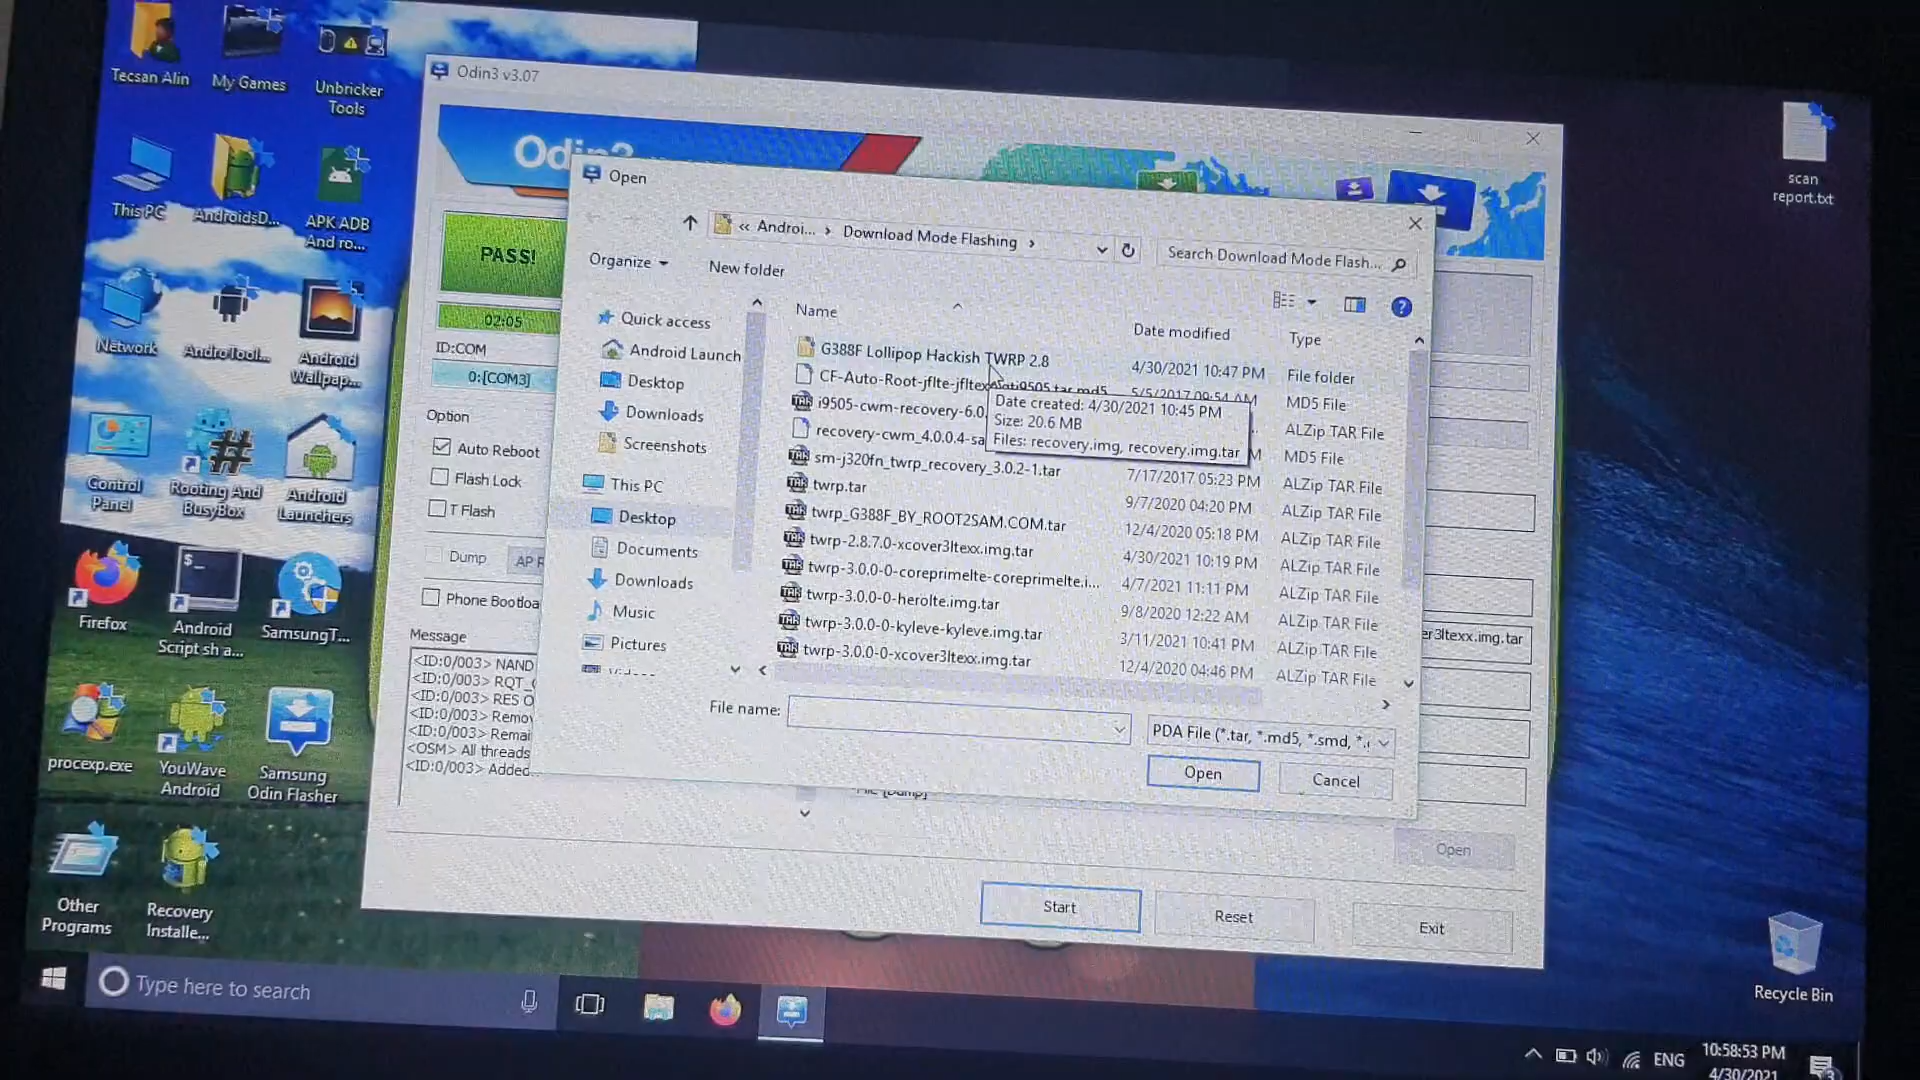 Tecsan Alin
My Games
Unbricker
Tools
This PC
AndroidsD...
APK ADB
And ro...
Network
AndroTool...
Android
Wallpap...
Control
Panel
Rooting And
BusyBox
Android
Launchers
Firefox
Android
Script sh a...
SamsungT...
procexp.exe
YouWave
Android
Samsung
Odin Flasher
Other
Programs
Recovery
Installe...
scan
report.txt
Recycle Bin
Odin3 v3.07
PASS!
02:05
ID:COM
0:[COM3]
Option
Auto Reboot
Flash Lock
T Flash
Dump
AP R
Phone Bootloa
Message
<ID:0/003> NAND
<ID:0/003> RQT_
<ID:0/003> RES O
<ID:0/003> Remov
<ID:0/003> Remai
<OSM> All threads
<ID:0/003> Added
er3ltexx.img.tar
Open
Start
Reset
Exit
Open
« Androi... › Download Mode Flashing ›
Search Download Mode Flash...
Organize
New folder
Quick access
Android Launch
Desktop
Downloads
Screenshots
This PC
Desktop
Documents
Downloads
Music
Pictures
Name
Date modified
Type
G388F Lollipop Hackish TWRP 2.8 4/30/2021 10:47 PM File folder
5/5/2017 09:54 AM MD5 File
i9505-cwm-recovery-6.0. ALZip TAR File
recovery-cwm_4.0.0.4-sa MD5 File
sm-j320fn_twrp_recovery_3.0.2-1.tar 7/17/2017 05:23 PM ALZip TAR File
twrp.tar 9/7/2020 04:20 PM ALZip TAR File
twrp_G388F_BY_ROOT2SAM.COM.tar 12/4/2020 05:18 PM ALZip TAR File
twrp-2.8.7.0-xcover3ltexx.img.tar 4/30/2021 10:19 PM ALZip TAR File
twrp-3.0.0-0-coreprimelte-coreprimelte.i... 4/7/2021 11:11 PM ALZip TAR File
twrp-3.0.0-0-herolte.img.tar 9/8/2020 12:22 AM ALZip TAR File
twrp-3.0.0-0-kyleve-kyleve.img.tar 3/11/2021 10:41 PM ALZip TAR File
twrp-3.0.0-0-xcover3ltexx.img.tar 12/4/2020 04:46 PM ALZip TAR File
Date created: 4/30/2021 10:45 PM
Size: 20.6 MB
Files: recovery.img, recovery.img.tar
File name:
PDA File (*.tar, *.md5, *.smd, *.
Open
Cancel
Type here to search
ENG
10:58:53 PM
4/30/2021